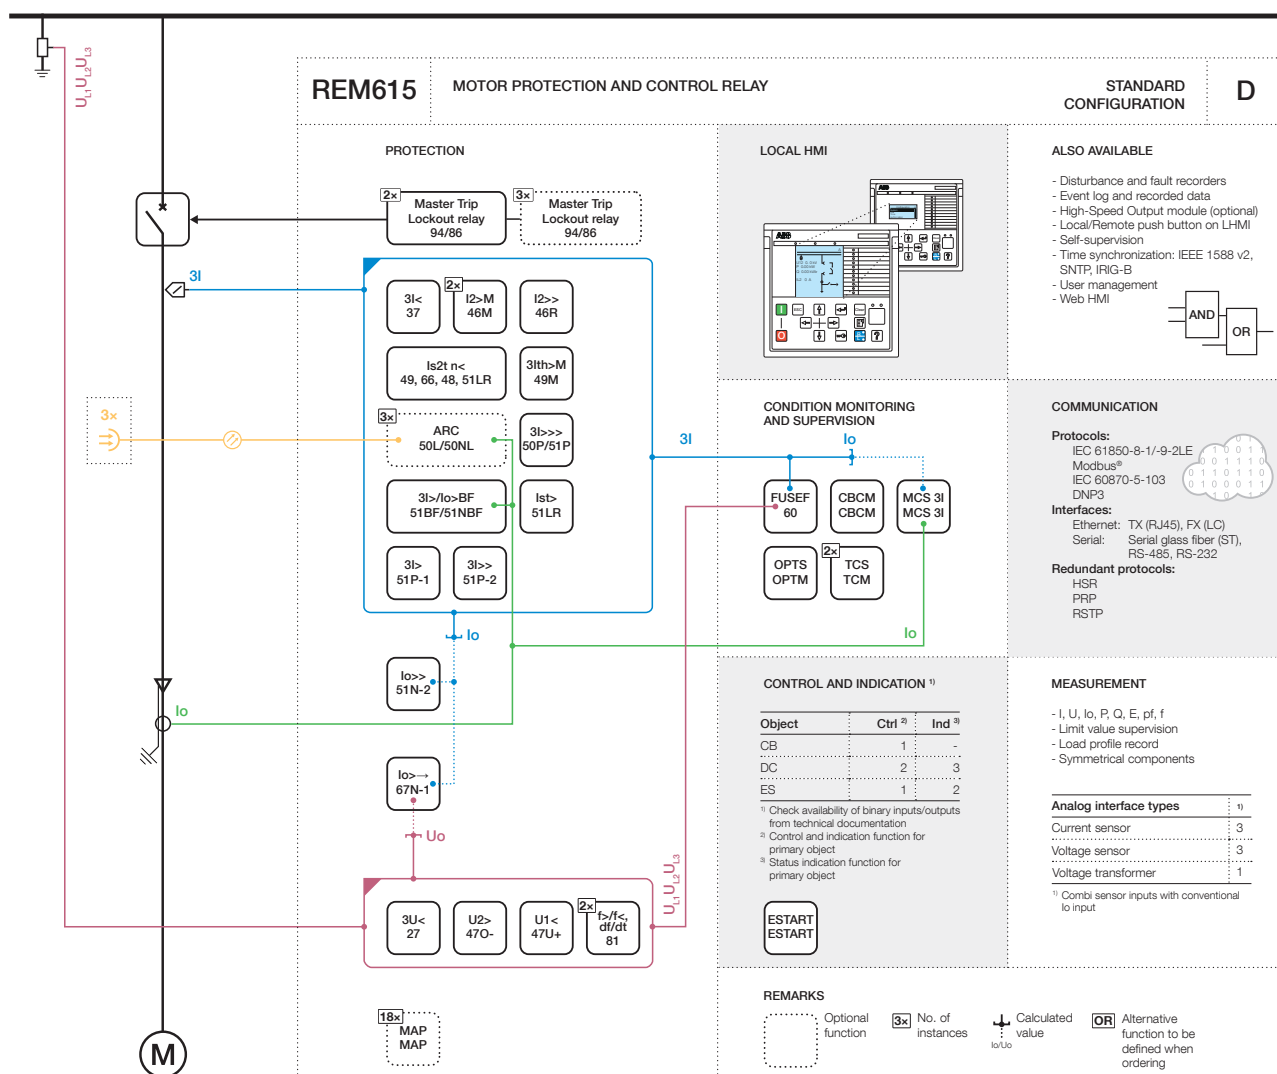 U L1 U L2 U L3
REM615
MOTOR PROTECTION AND CONTROL RELAY
STANDARD
CONFIGURATION
D
PROTECTION
2×
Master Trip
Lockout relay
94/86
3×
Master Trip
Lockout relay
94/86
3I
3I<
37
2×
I2>M
46M
I2>>
46R
Is2t n<
49, 66, 48, 51LR
3Ith>M
49M
3×
3×
ARC
50L/50NL
3I>>>
50P/51P
3I>/Io>BF
51BF/51NBF
Ist>
51LR
3I>
51P-1
3I>>
51P-2
Io
Io>>
51N-2
Io
Io>→
67N-1
Uo
3U<
27
U2>
47O-
U1<
47U+
2×
f>/f<,
df/dt
81
18×
MAP
MAP
M
LOCAL HMI
ABB
ABB
ESC
Clear
I
O
?
?
ALSO AVAILABLE
- Disturbance and fault recorders
- Event log and recorded data
- High-Speed Output module (optional)
- Local/Remote push button on LHMI
- Self-supervision
- Time synchronization: IEEE 1588 v2,
SNTP, IRIG-B
- User management
- Web HMI
AND
OR
CONDITION MONITORING
AND SUPERVISION
3I
Io
FUSEF
60
CBCM
CBCM
MCS 3I
MCS 3I
OPTS
OPTM
2×
TCS
TCM
Io
U L1 U L2 U L3
COMMUNICATION
Protocols:
IEC 61850-8-1/-9-2LE
Modbus®
IEC 60870-5-103
DNP3
Interfaces:
Ethernet: TX (RJ45), FX (LC)
Serial: Serial glass fiber (ST),
RS-485, RS-232
Redundant protocols:
HSR
PRP
RSTP
CONTROL AND INDICATION 1)
Object Ctrl 2) Ind 3)
CB 1 -
DC 2 3
ES 1 2
1) Check availability of binary inputs/outputs
from technical documentation
2) Control and indication function for
primary object
3) Status indication function for
primary object
ESTART
ESTART
MEASUREMENT
- I, U, Io, P, Q, E, pf, f
- Limit value supervision
- Load profile record
- Symmetrical components
Analog interface types 1)
Current sensor 3
Voltage sensor 3
Voltage transformer 1
1) Combi sensor inputs with conventional
Io input
REMARKS
Optional
function
3×
No. of
instances
Io/Uo
Calculated
value
OR
Alternative
function to be
defined when
ordering